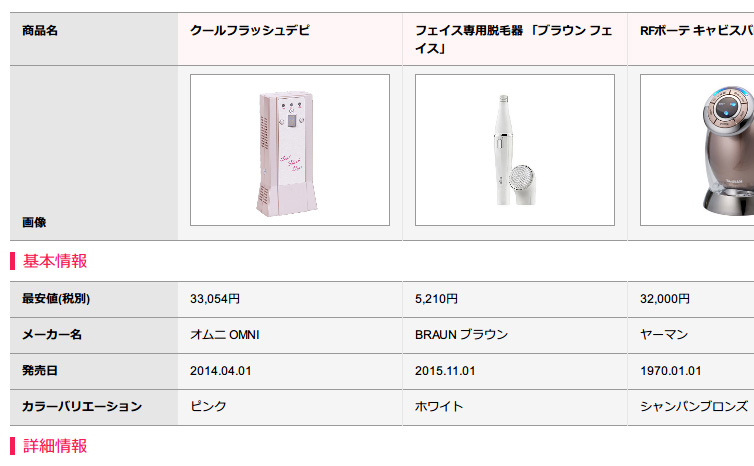 商品名 クールフラッシュデピ フェイス専用脱毛器 「ブラウン フェ RFボーテ キャビスパ
イス」
画像
基本情報
最安値(税別) 33,054円 5,210円 32,000円
メーカー名 オムニ OMNI BRAUN ブラウン ヤーマン
発売日 2014.04.01 2015.11.01 1970.01.01
カラーバリエーション ピンク ホワイト シャンパンブロンズ
詳細情報